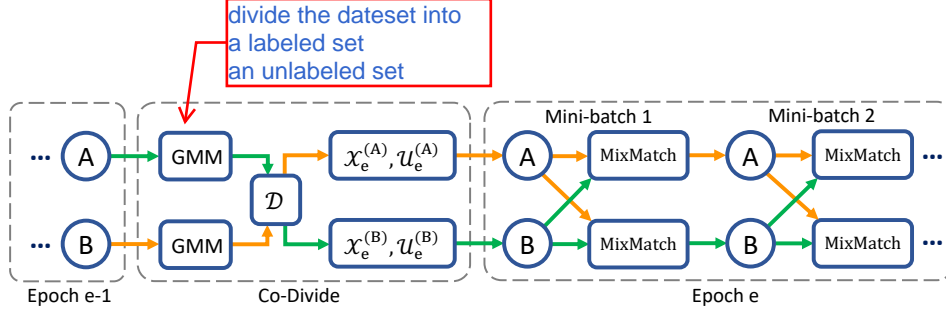 divide the dateset into
a labeled set
an unlabeled set
Mini-batch 1
Mini-batch 2
... A GMM 𝒳e(A), 𝒰e(A) A MixMatch A MixMatch ...
𝒟
... B GMM 𝒳e(B), 𝒰e(B) B MixMatch B MixMatch ...
Epoch e-1
Co-Divide
Epoch e